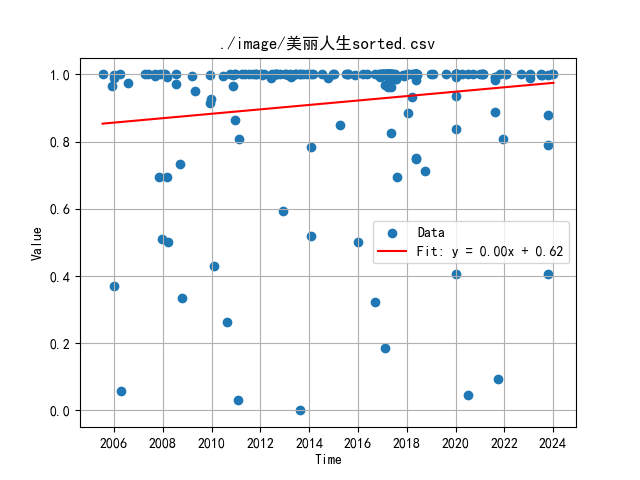 ./image/美丽人生sorted.csv
1.0
0.8
0.6
0.4
0.2
0.0
Value
Data
Fit: y = 0.00x + 0.62
2006 2008 2010 2012 2014 2016 2018 2020 2022 2024
Time